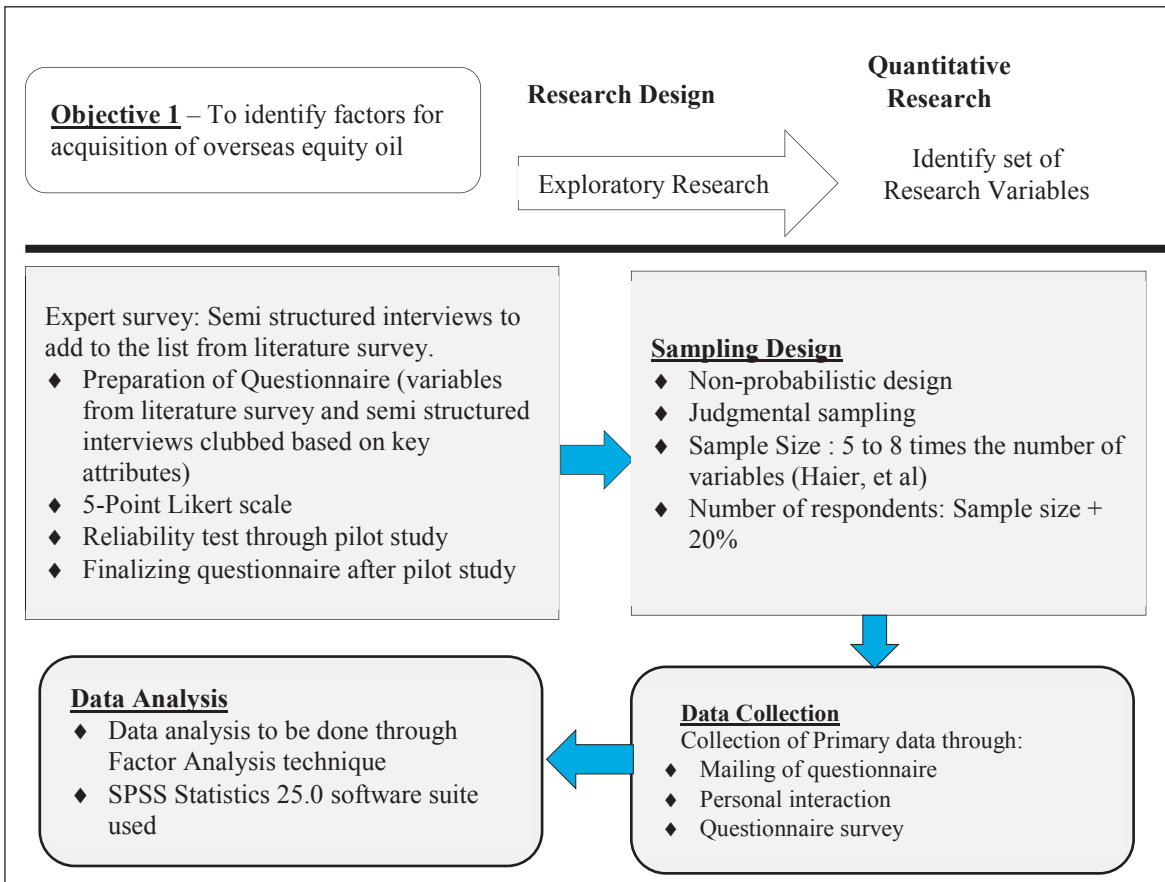 Objective 1 – To identify factors for
acquisition of overseas equity oil
Research Design
Exploratory Research
Quantitative
Research
Identify set of
Research Variables
Expert survey: Semi structured interviews to
add to the list from literature survey.
♦ Preparation of Questionnaire (variables
from literature survey and semi structured
interviews clubbed based on key
attributes)
♦ 5-Point Likert scale
♦ Reliability test through pilot study
♦ Finalizing questionnaire after pilot study
Sampling Design
♦ Non-probabilistic design
♦ Judgmental sampling
♦ Sample Size : 5 to 8 times the number of
variables (Haier, et al)
♦ Number of respondents: Sample size +
20%
Data Collection
Collection of Primary data through:
♦ Mailing of questionnaire
♦ Personal interaction
♦ Questionnaire survey
Data Analysis
♦ Data analysis to be done through
Factor Analysis technique
♦ SPSS Statistics 25.0 software suite
used